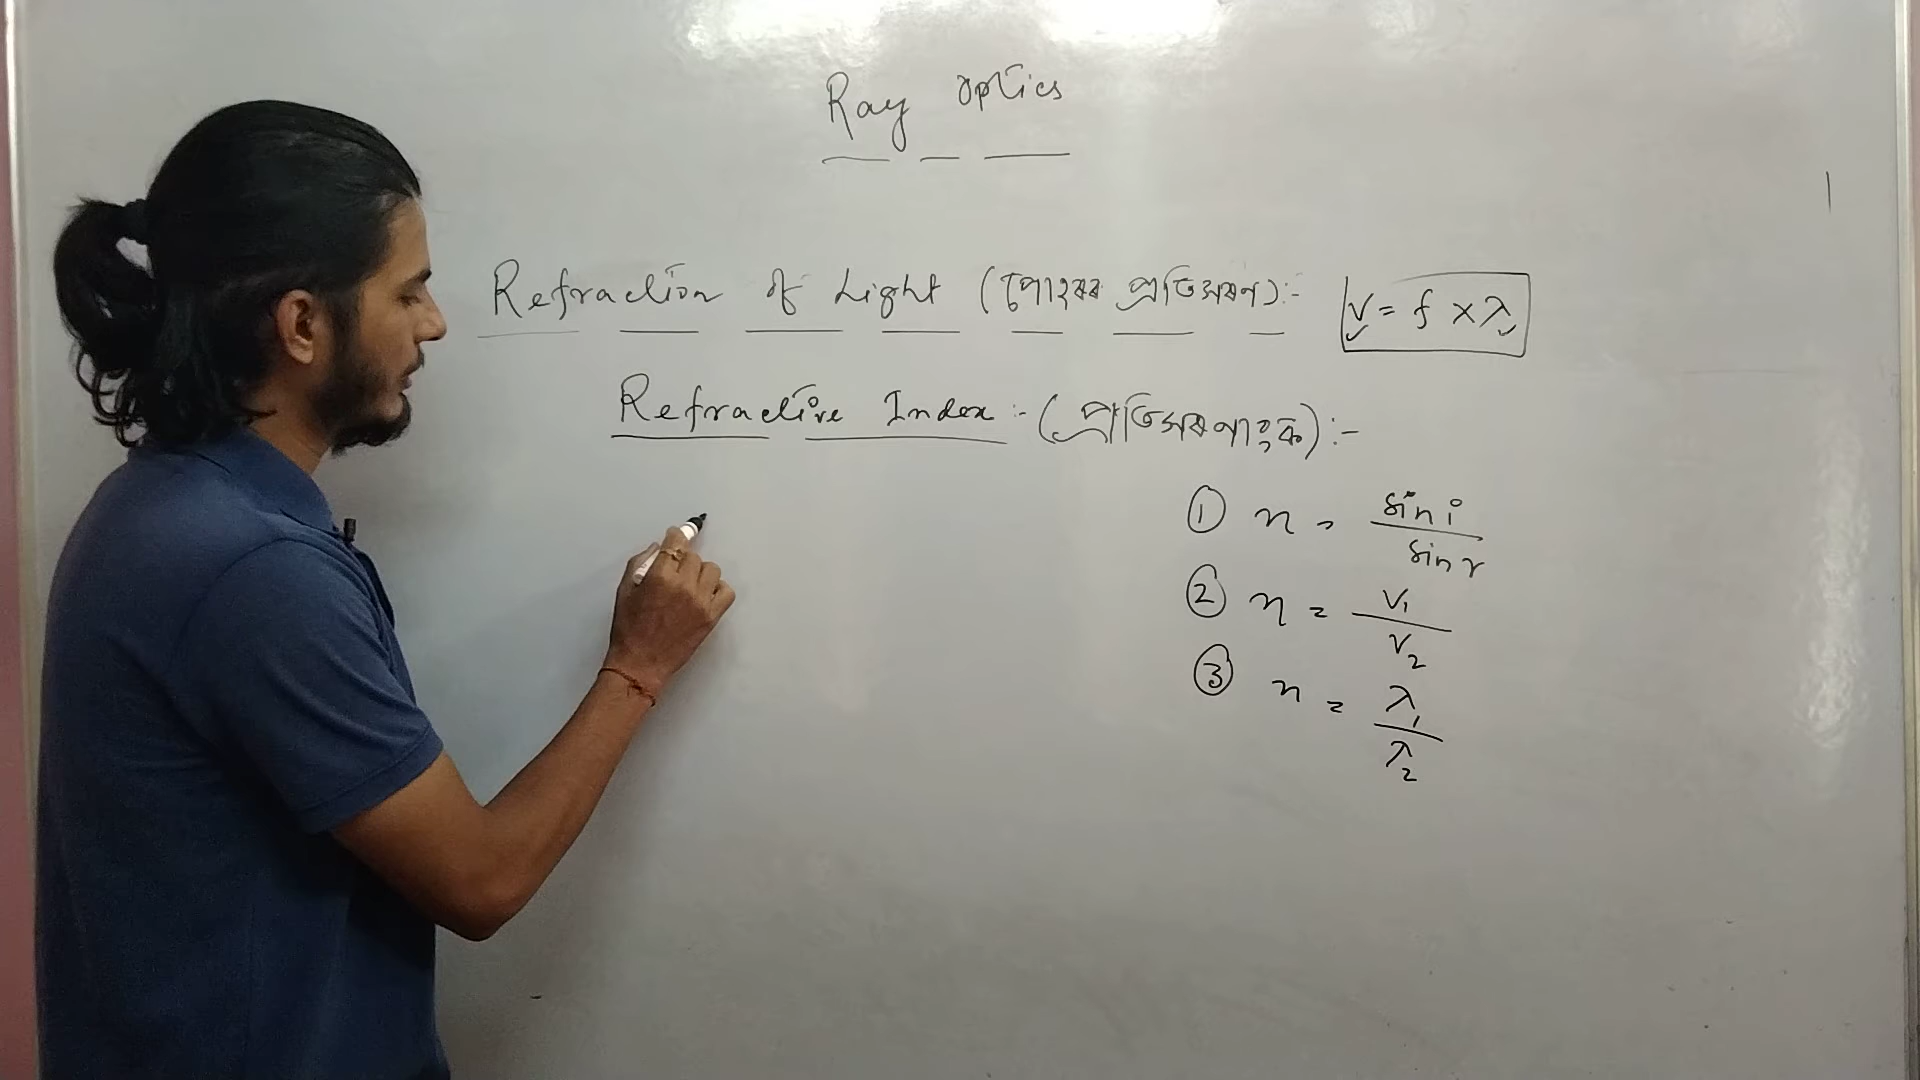 Ray optics
Refraction of Light (পোহৰৰ প্ৰতিসৰণ):-
V = f × λ
Refractive Index :- (প্ৰতিসৰণাংক):-
① n = sin i / sin r
② n = V₁ / V₂
③ n = λ₁ / λ₂